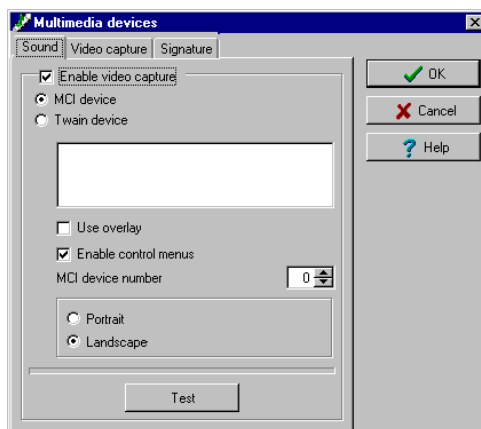 Multimedia devices
Sound Video capture Signature
Enable video capture
MCI device
Twain device
Use overlay
Enable control menus
MCI device number 0
Portrait
Landscape
Test
OK
Cancel
? Help